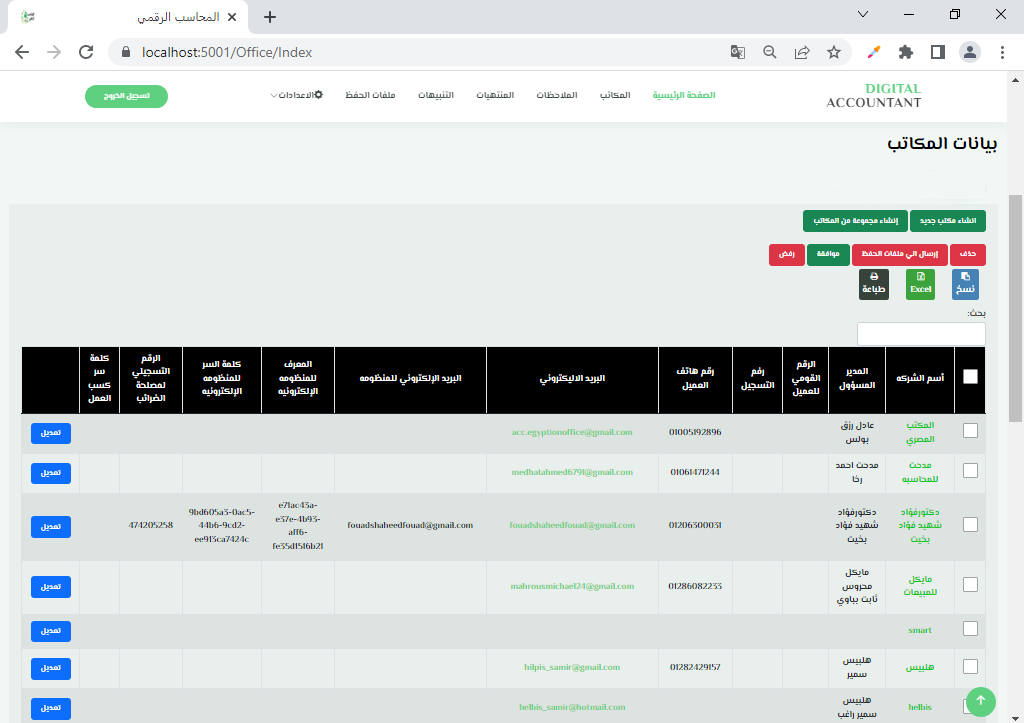 المحاسب الرقمي
localhost:5001/Office/Index
DIGITAL
ACCOUNTANT
الصفحة الرئيسية
المكاتب
الملاحظات
المنتهيات
التنبيهات
ملفات الحفظ
الاعدادات
تسجيل الخروج
بيانات المكاتب
انشاء مكتب جديد
إنشاء مجموعة من المكاتب
حذف
إرسال الي ملفات الحفظ
موافقة
رفض
نسخ
Excel
طباعة
بحث:
أسم الشركه
المدير
المسؤول
الرقم
القومي
للعميل
رقم
التسجيل
رقم هاتف
العميل
البريد الاليكتروني
البريد الإلكتروني للمنظومه
المعرف
للمنظومه
الإلكترونيه
كلمة السر
للمنظومه
الإلكترونيه
الرقم
التسجيلي
لمصلحة
الضرائب
كلمة
سر
كسب
العمل
المكتب
المصري
عادل رزق
بولس
01005192896
acc.egyptionoffice@gmail.com
تعديل
مدحت
للمحاسبه
مدحت احمد
رخا
01061471244
medhatahmed6791@gmail.com
تعديل
دكتورفؤاد
شهيد فؤاد
بخيت
دكتورفؤاد
شهيد فؤاد
بخيت
01206300031
fouadshaheedfouad@gmail.com
fouadshaheedfouad@gmail.com
e71ac43a-
e37e-4b93-
aff6-
fe35d1516b21
9bd605a3-0ac5-
44b6-9cd2-
ee913ca7424c
474205258
تعديل
مايكل
للمبيعات
مايكل
محروس
ثابت بباوي
01286082233
mahrousmichael24@gmail.com
تعديل
smart
تعديل
هلبيس
هلبيس
سمير
01282429157
hilpis_samir@gmail.com
تعديل
helbis
هلبيس
سمير راغب
helbis_samir@hotmail.com
تعديل